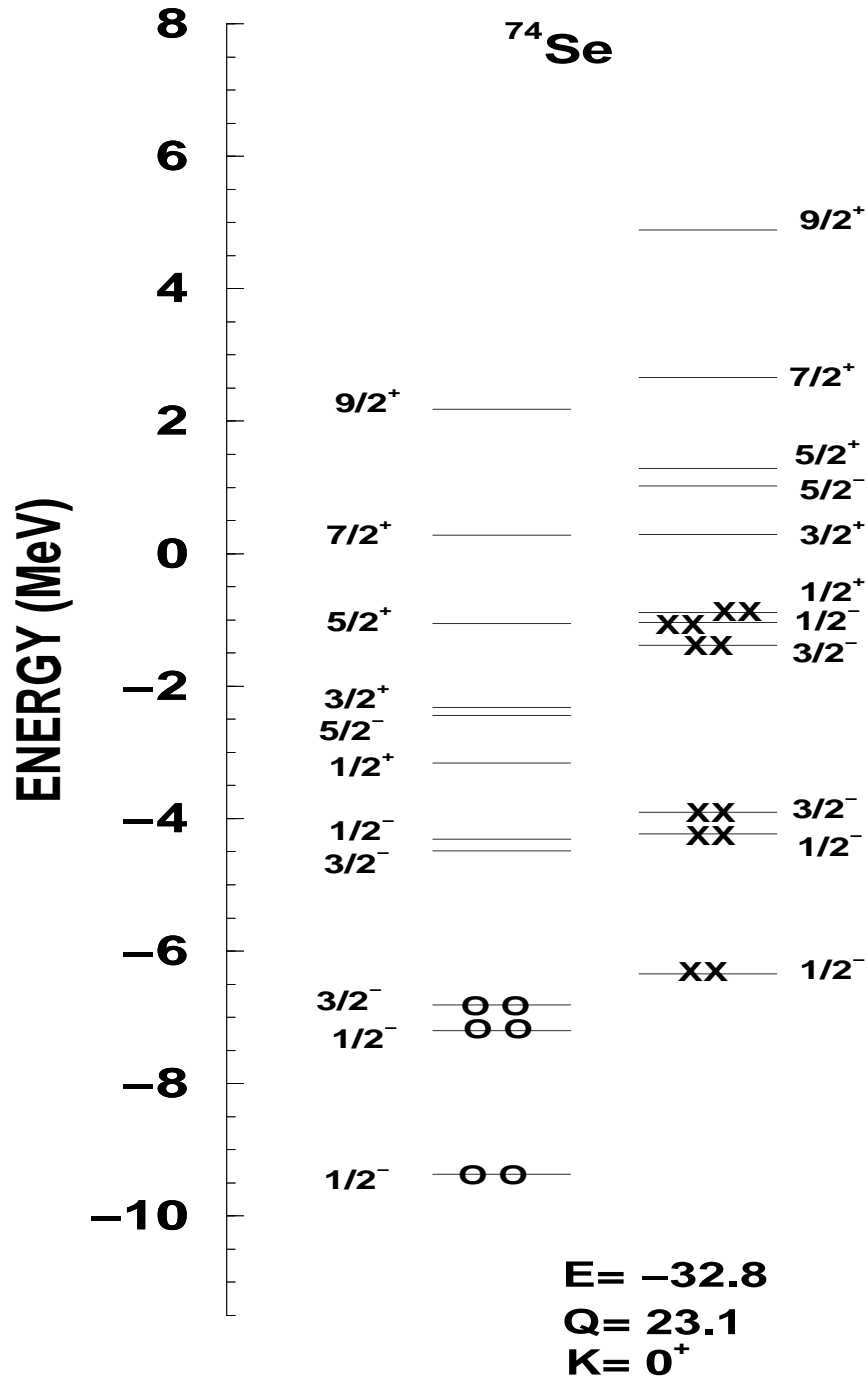 ⁷⁴Se
ENERGY (MeV)
8
6
4
2
0
−2
−4
−6
−8
−10
9/2⁺
7/2⁺
5/2⁺
3/2⁺
5/2⁻
1/2⁺
1/2⁻
3/2⁻
3/2⁻
1/2⁻
1/2⁻
O O
O O
O O
9/2⁺
7/2⁺
5/2⁺
5/2⁻
3/2⁺
1/2⁺
1/2⁻
3/2⁻
3/2⁻
1/2⁻
1/2⁻
XX
XX
XX
XX
XX
XX
E= −32.8
Q= 23.1
K= 0⁺